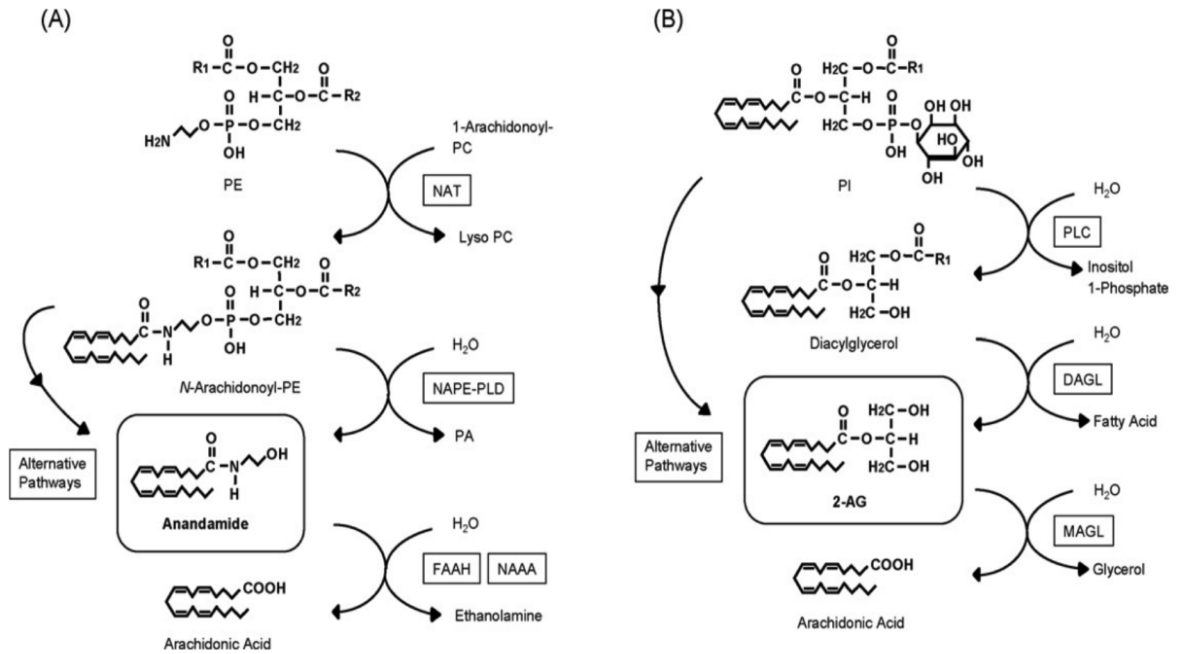 (A)
O
R1—C—O—CH2
O
H—C—O—C—R2
O
H2N
O—P—O—CH2
OH
PE
1-Arachidonoyl-
PC
NAT
Lyso PC
O
R1—C—O—CH2
O
H—C—O—C—R2
O
O
C—N
H
O—P—O—CH2
OH
N-Arachidonoyl-PE
H2O
NAPE-PLD
PA
Alternative
Pathways
O
C—N
H
OH
Anandamide
H2O
FAAH
NAAA
Ethanolamine
COOH
Arachidonic Acid
(B)
O
H2C—O—C—R1
O
C—O—C—H
O
H2C—O—P—O
OH
OH
OH
HO
OH
OH
PI
H2O
PLC
Inositol
1-Phosphate
O
H2C—O—C—R1
O
C—O—C—H
H2C—OH
Diacylglycerol
H2O
DAGL
Fatty Acid
Alternative
Pathways
H2C—OH
O
C—O—C—H
H2C—OH
2-AG
H2O
MAGL
Glycerol
COOH
Arachidonic Acid